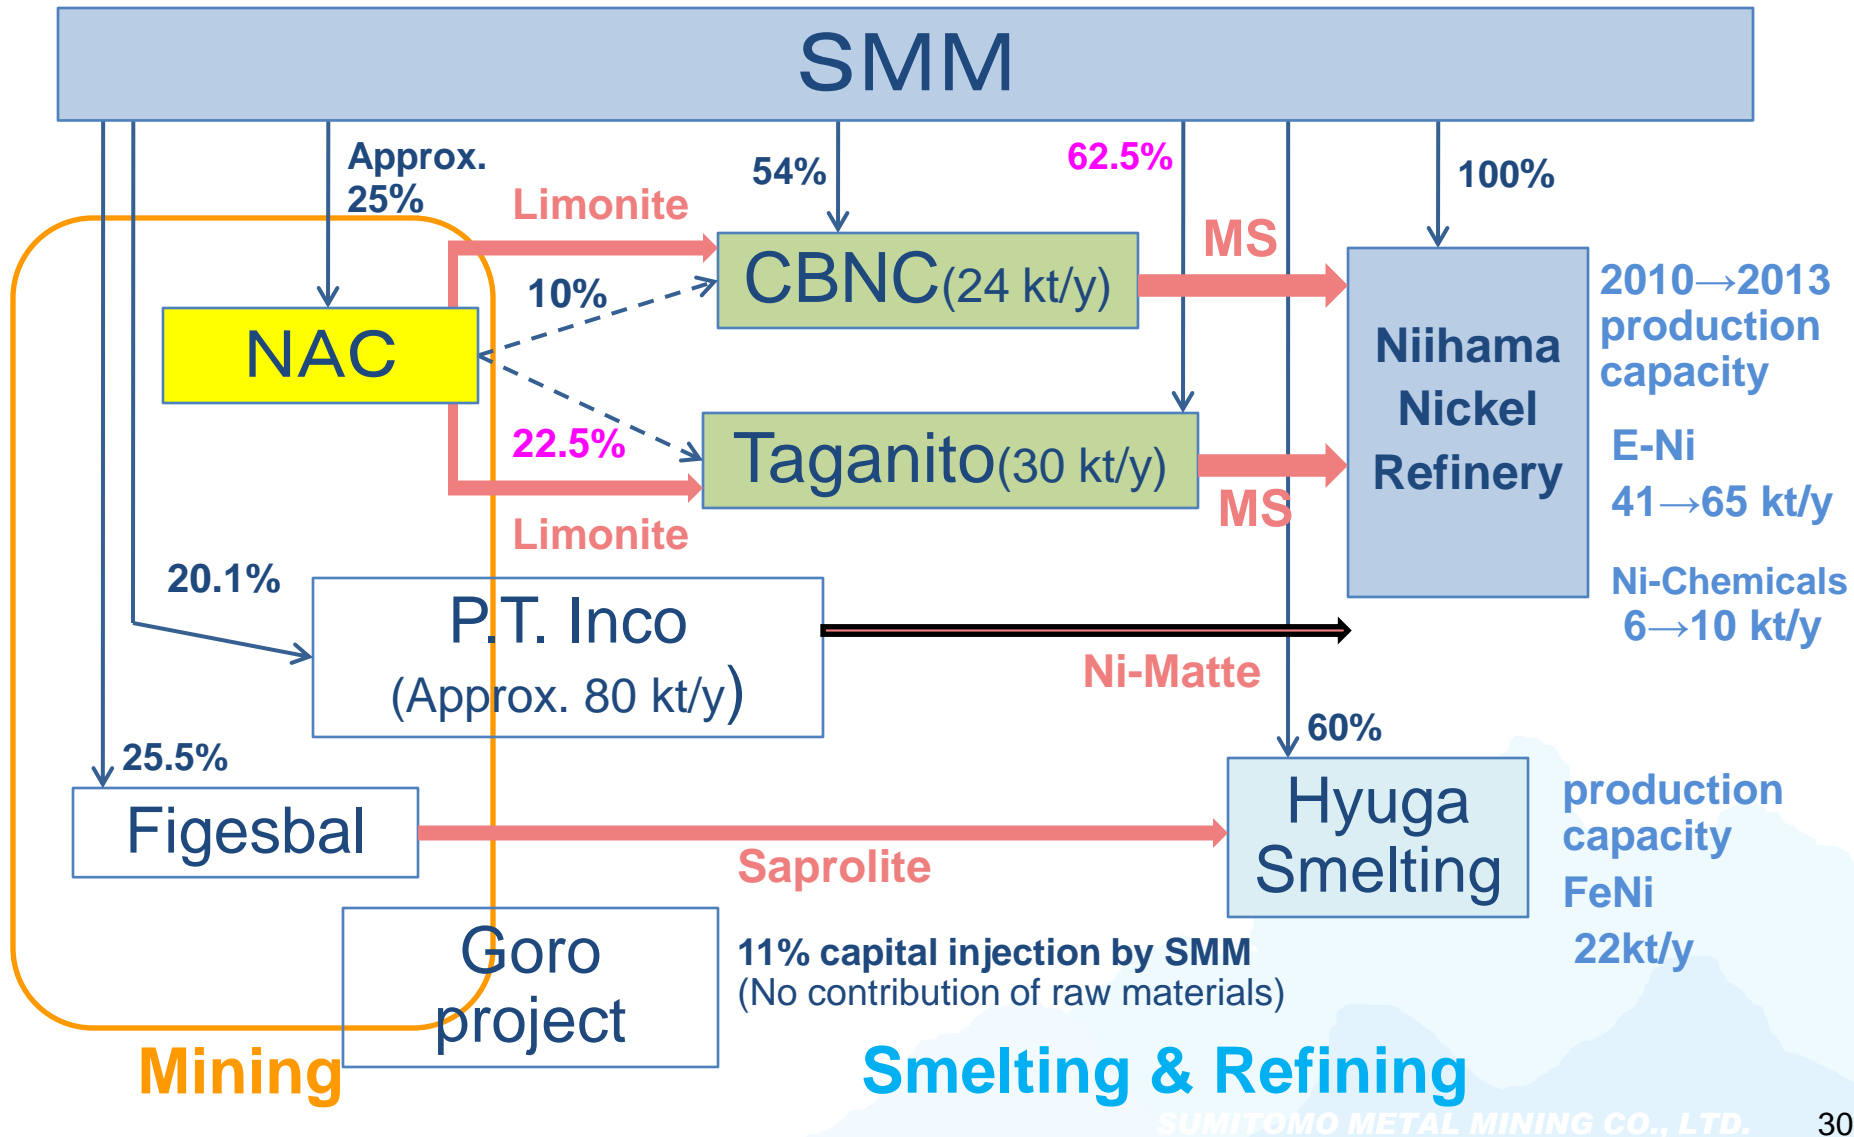 SMM
Approx.
25%
54%
62.5%
100%
Limonite
MS
CBNC(24 kt/y)
10%
NAC
22.5%
Taganito(30 kt/y)
MS
Limonite
Niihama
Nickel
Refinery
2010→2013
production
capacity
E-Ni
41→65 kt/y
Ni-Chemicals
6→10 kt/y
20.1%
P.T. Inco
(Approx. 80 kt/y)
Ni-Matte
60%
25.5%
Figesbal
Saprolite
Hyuga
Smelting
production
capacity
FeNi
22kt/y
Goro
project
11% capital injection by SMM
(No contribution of raw materials)
Mining
Smelting & Refining
SUMITOMO METAL MINING CO., LTD.
30